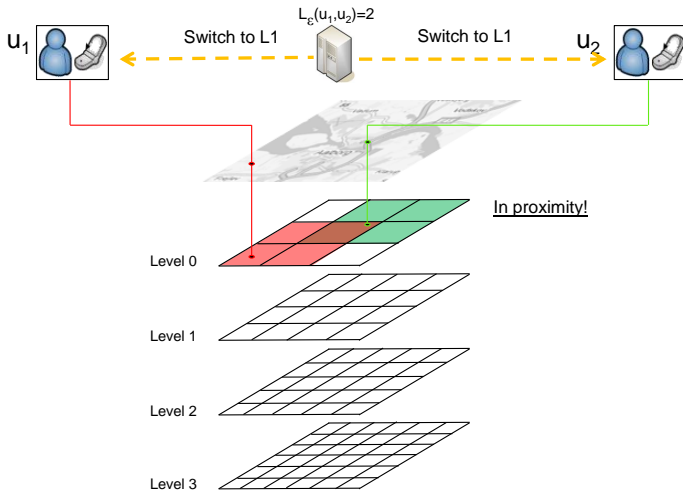 Lε(u1,u2)=2
u1
Switch to L1
Switch to L1
u2
In proximity!
Level 0
Level 1
Level 2
Level 3